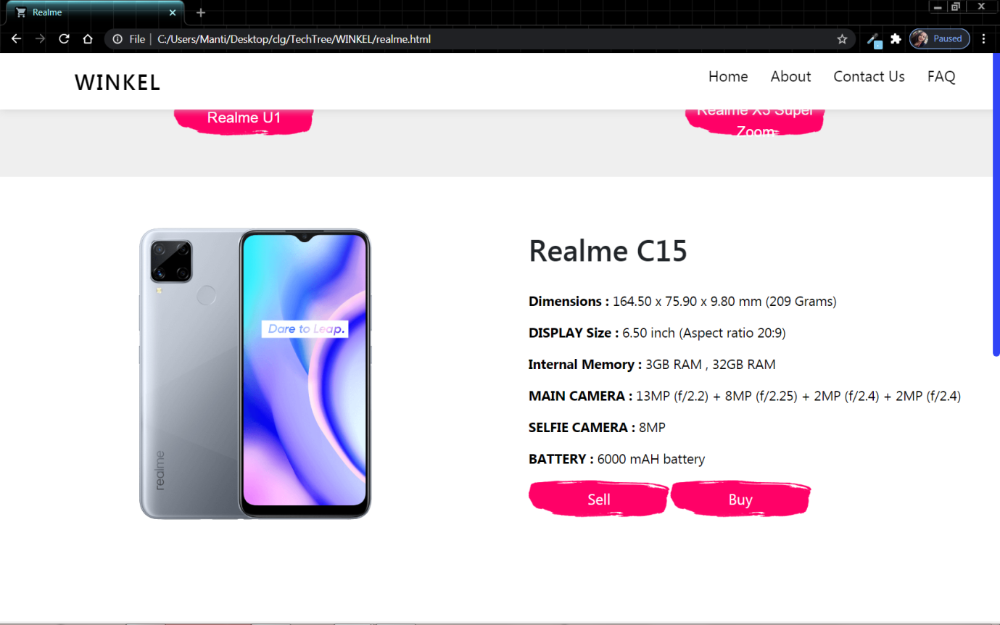 Realme
File | C:/Users/Manti/Desktop/clg/TechTree/WINKEL/realme.html
Paused
WINKEL
Home About Contact Us FAQ
Realme U1
Realme X3 Super
Zoom
Realme C15
Dimensions : 164.50 x 75.90 x 9.80 mm (209 Grams)
DISPLAY Size : 6.50 inch (Aspect ratio 20:9)
Internal Memory : 3GB RAM , 32GB RAM
MAIN CAMERA : 13MP (f/2.2) + 8MP (f/2.25) + 2MP (f/2.4) + 2MP (f/2.4)
SELFIE CAMERA : 8MP
BATTERY : 6000 mAH battery
Sell Buy
Dare to Leap.
realme